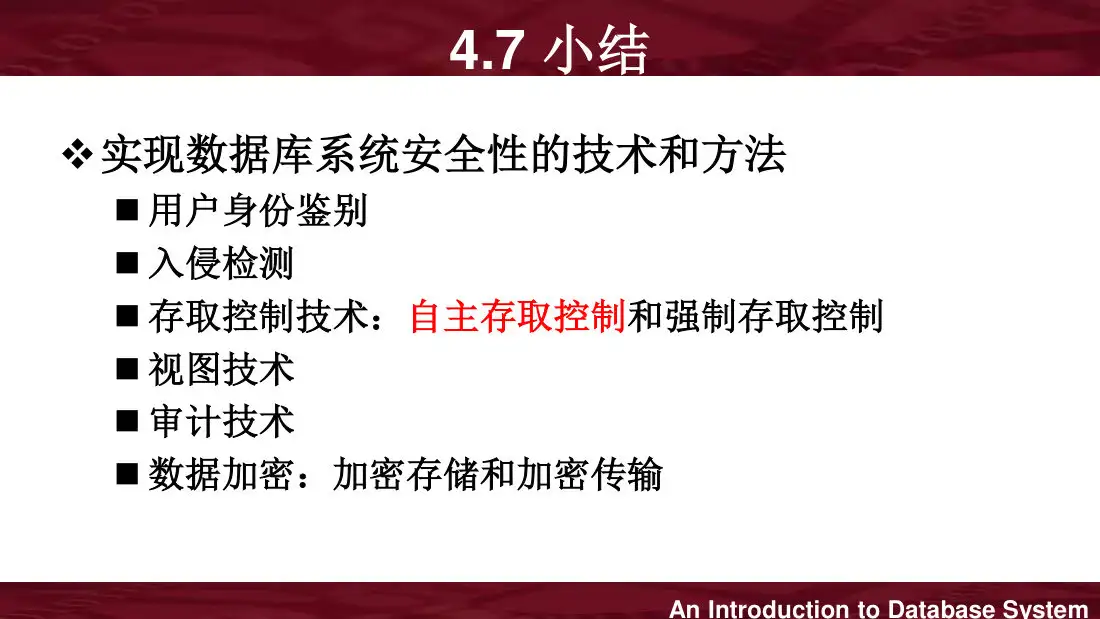 4.7 小结
❖实现数据库系统安全性的技术和方法
■用户身份鉴别
■入侵检测
■存取控制技术：自主存取控制和强制存取控制
■视图技术
■审计技术
■数据加密：加密存储和加密传输
An Introduction to Database System